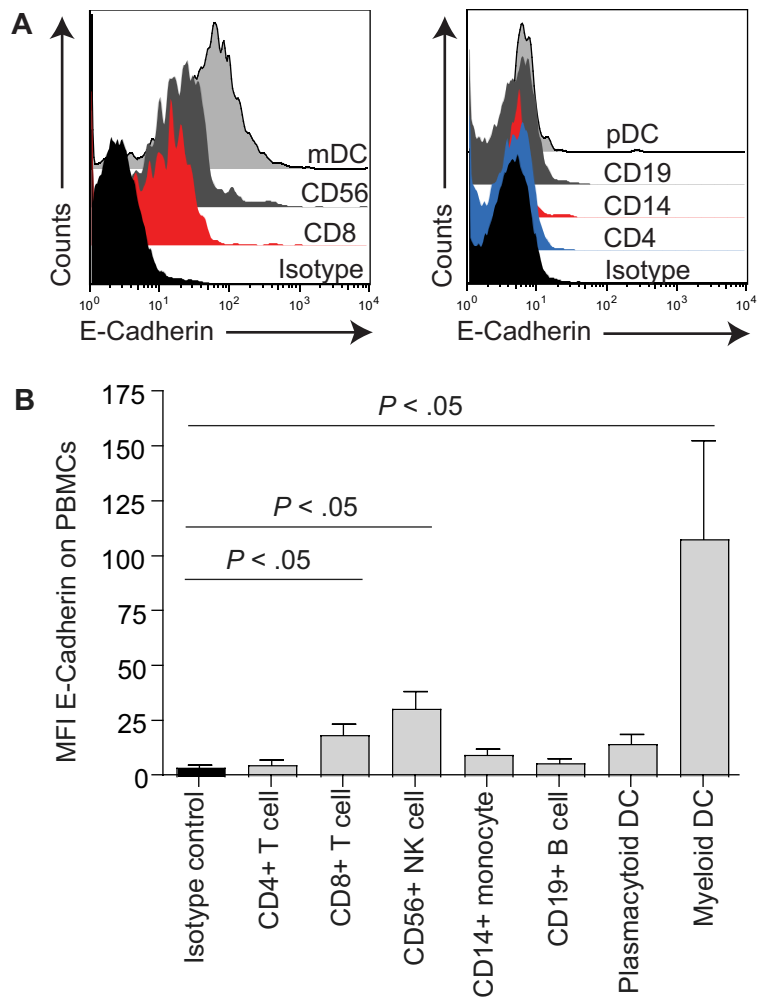 A
Counts
mDC
CD56
CD8
Isotype
100 101 102 103 104
E-Cadherin
Counts
pDC
CD19
CD14
CD4
Isotype
100 101 102 103 104
E-Cadherin
B
MFI E-Cadherin on PBMCs
175
150
125
100
75
50
25
0
P < .05
P < .05
P < .05
Isotype control
CD4+ T cell
CD8+ T cell
CD56+ NK cell
CD14+ monocyte
CD19+ B cell
Plasmacytoid DC
Myeloid DC